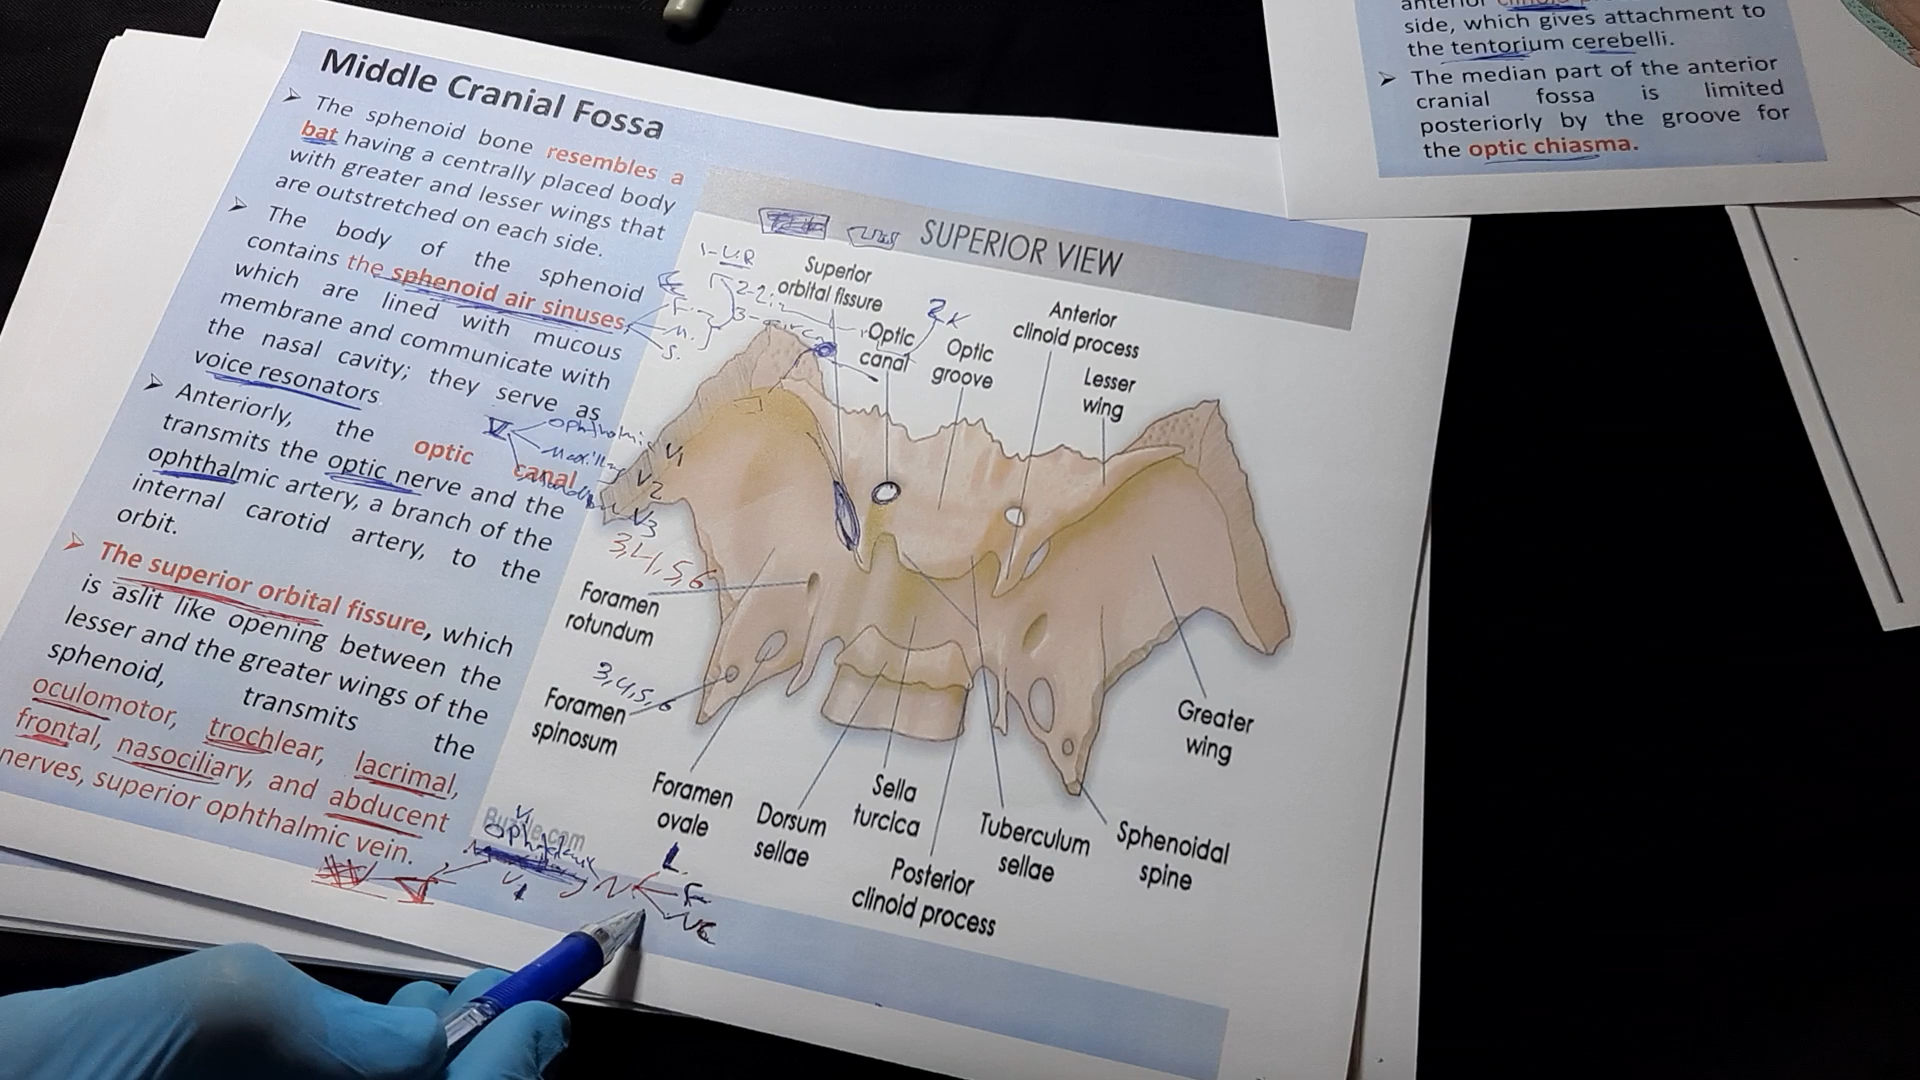 Middle Cranial Fossa
➤ The sphenoid bone resembles a
bat having a centrally placed body
with greater and lesser wings that
are outstretched on each side.
➤ The body of the sphenoid
contains the sphenoid air sinuses,
which are lined with mucous
membrane and communicate with
the nasal cavity; they serve as
voice resonators.
➤ Anteriorly, the optic canal
transmits the optic nerve and the
ophthalmic artery, a branch of the
internal carotid artery, to the
orbit.
➤ The superior orbital fissure, which
is aslit like opening between the
lesser and the greater wings of the
sphenoid, transmits the
oculomotor, trochlear, lacrimal,
frontal, nasociliary, and abducent
nerves, superior ophthalmic vein.
SUPERIOR VIEW
1-V.R
Superior
orbital fissure
E
F.
M.
S.
Optic
canal
Optic
groove
Anterior
clinoid process
Lesser
wing
V
V1
V2
V3
Foramen
rotundum
3,4,5,6
Foramen
spinosum
Foramen
ovale
Dorsum
sellae
Sella
turcica
Posterior
clinoid process
Tuberculum
sellae
Sphenoidal
spine
Greater
wing
Buzzle.com
V1
L.
F
NC
side, which gives attachment to
the tentorium cerebelli.
➤ The median part of the anterior
cranial fossa is limited
posteriorly by the groove for
the optic chiasma.